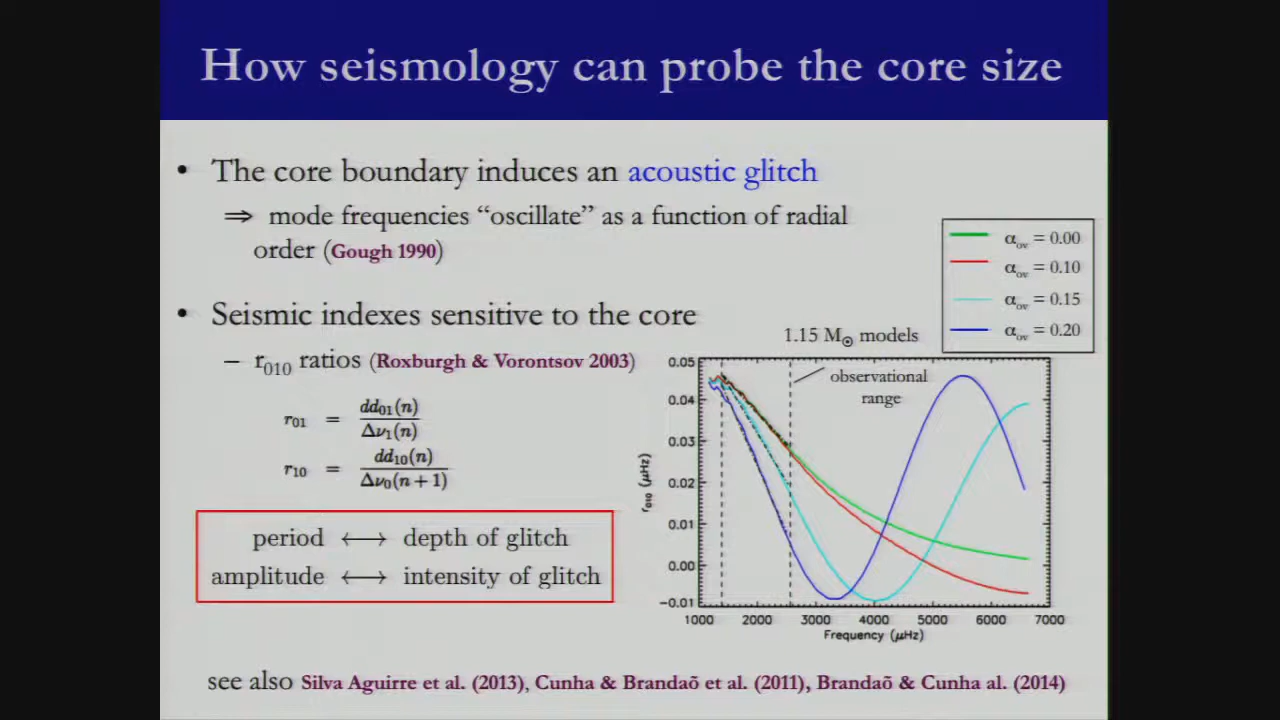 How seismology can probe the core size
• The core boundary induces an acoustic glitch
⇒ mode frequencies “oscillate” as a function of radial
order (Gough 1990)
• Seismic indexes sensitive to the core
– r010 ratios (Roxburgh & Vorontsov 2003)
r01 = dd01(n) / Δν1(n)
r10 = dd10(n) / Δν0(n+1)
period ⟷ depth of glitch
amplitude ⟷ intensity of glitch
αov = 0.00
αov = 0.10
αov = 0.15
αov = 0.20
1.15 M☉ models
observational
range
0.05
0.04
0.03
0.02
0.01
0.00
−0.01
r010 (μHz)
1000 2000 3000 4000 5000 6000 7000
Frequency (μHz)
see also Silva Aguirre et al. (2013), Cunha & Brandaõ et al. (2011), Brandaõ & Cunha al. (2014)